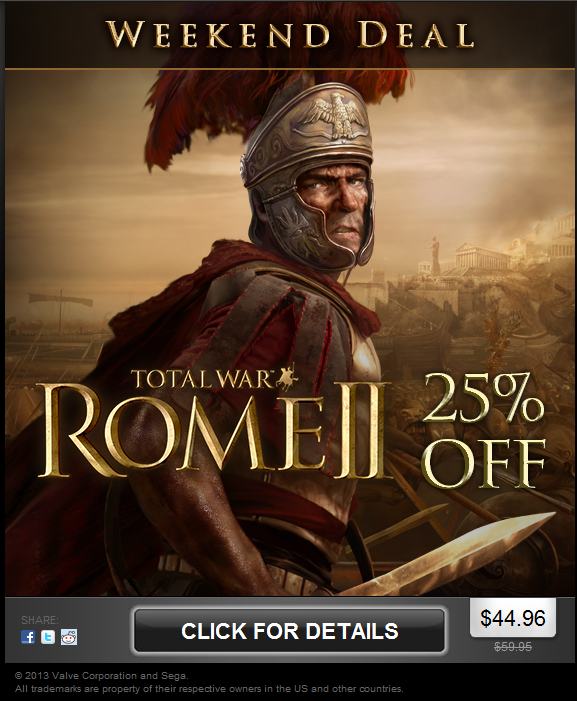 WEEKEND DEAL
TOTAL WAR™
ROME II
25%
OFF
SHARE:
CLICK FOR DETAILS
$44.96
$59.95
© 2013 Valve Corporation and Sega.
All trademarks are property of their respective owners in the US and other countries.